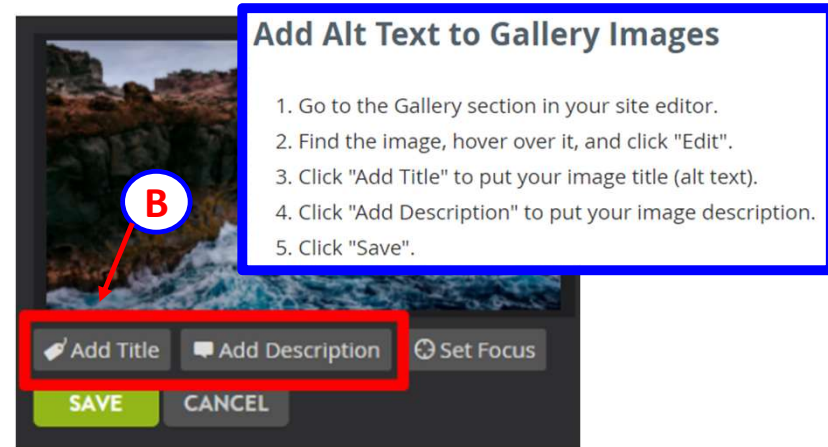 Add Alt Text to Gallery Images
1. Go to the Gallery section in your site editor.
2. Find the image, hover over it, and click "Edit".
3. Click "Add Title" to put your image title (alt text).
4. Click "Add Description" to put your image description.
5. Click "Save".
B
Add Title Add Description Set Focus
SAVE CANCEL